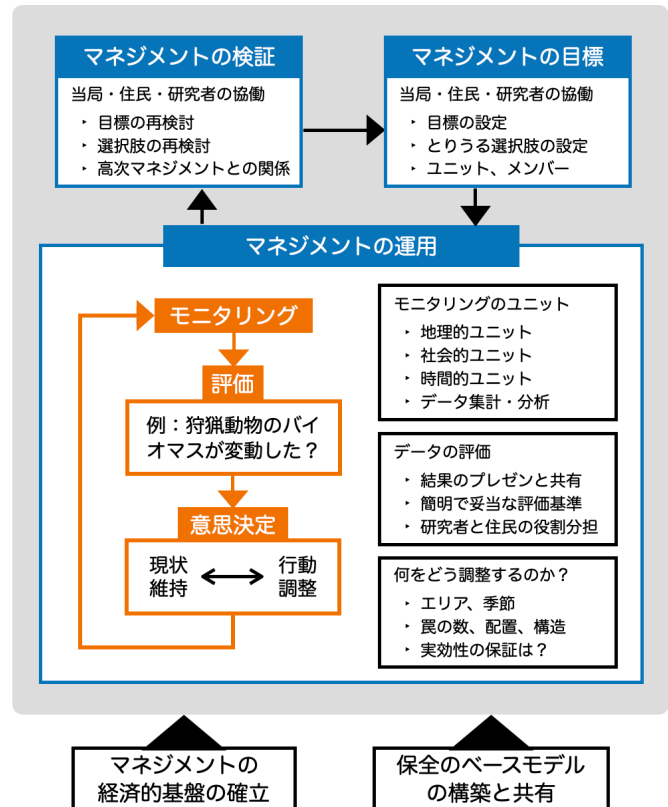 マネジメントの検証
当局・住民・研究者の協働
‣ 目標の再検討
‣ 選択肢の再検討
‣ 高次マネジメントとの関係
マネジメントの目標
当局・住民・研究者の協働
‣ 目標の設定
‣ とりうる選択肢の設定
‣ ユニット、メンバー
マネジメントの運用
モニタリング
評価
例：狩猟動物のバイ
オマスが変動した？
意思決定
現状
維持
行動
調整
モニタリングのユニット
‣ 地理的ユニット
‣ 社会的ユニット
‣ 時間的ユニット
‣ データ集計・分析
データの評価
‣ 結果のプレゼンと共有
‣ 簡明で妥当な評価基準
‣ 研究者と住民の役割分担
何をどう調整するのか？
‣ エリア、季節
‣ 罠の数、配置、構造
‣ 実効性の保証は？
マネジメントの
経済的基盤の確立
保全のベースモデル
の構築と共有